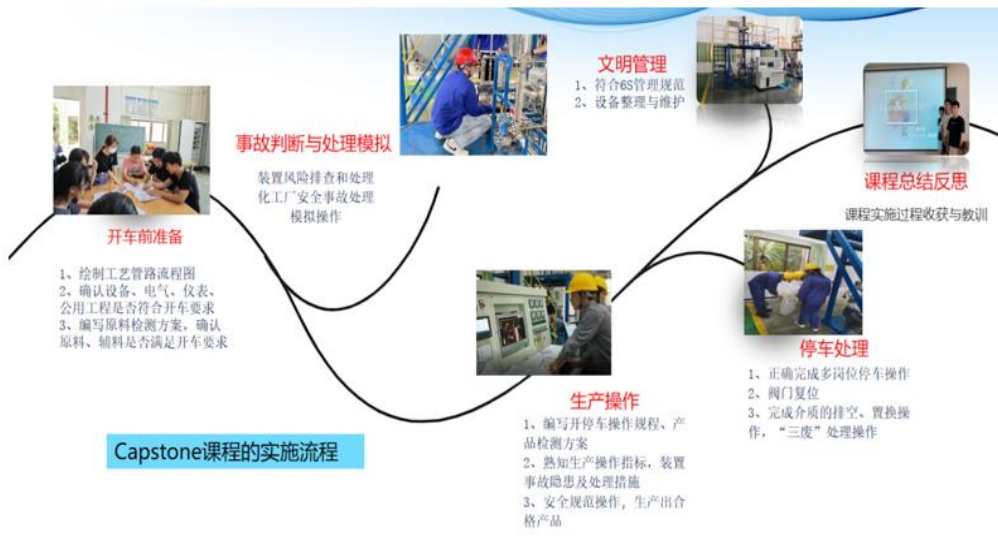 开车前准备
1、绘制工艺管路流程图
2、确认设备、电气、仪表、
公用工程是否符合开车要求
3、编写原料检测方案，确认
原料、辅料是否满足开车要求
事故判断与处理模拟
装置风险排查和处理
化工厂安全事故处理
模拟操作
生产操作
1、编写开停车操作规程、产
品检测方案
2、熟知生产操作指标，装置
事故隐患及处理措施
3、安全规范操作，生产出合
格产品
文明管理
1、符合6S管理规范
2、设备整理与维护
停车处理
1、正确完成多岗位停车操作
2、阀门复位
3、完成介质的排空、置换操
作，“三废”处理操作
课程总结反思
课程实施过程收获与教训
Capstone课程的实施流程